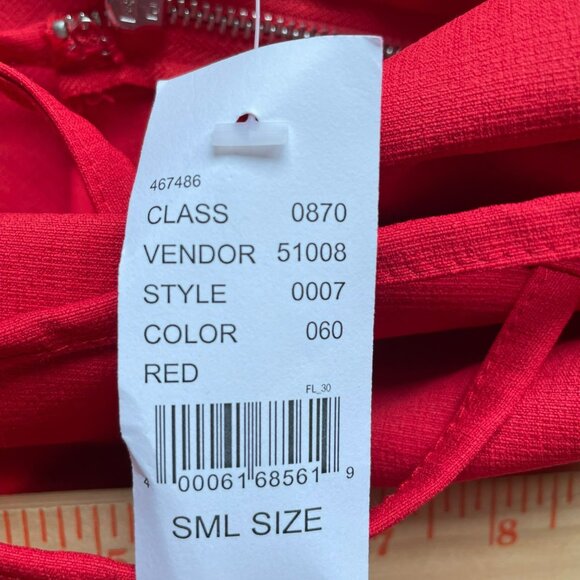 467486
CLASS 0870
VENDOR 51008
STYLE 0007
COLOR 060
RED
FL_30
4 00061 68561 9
SML SIZE
7 8